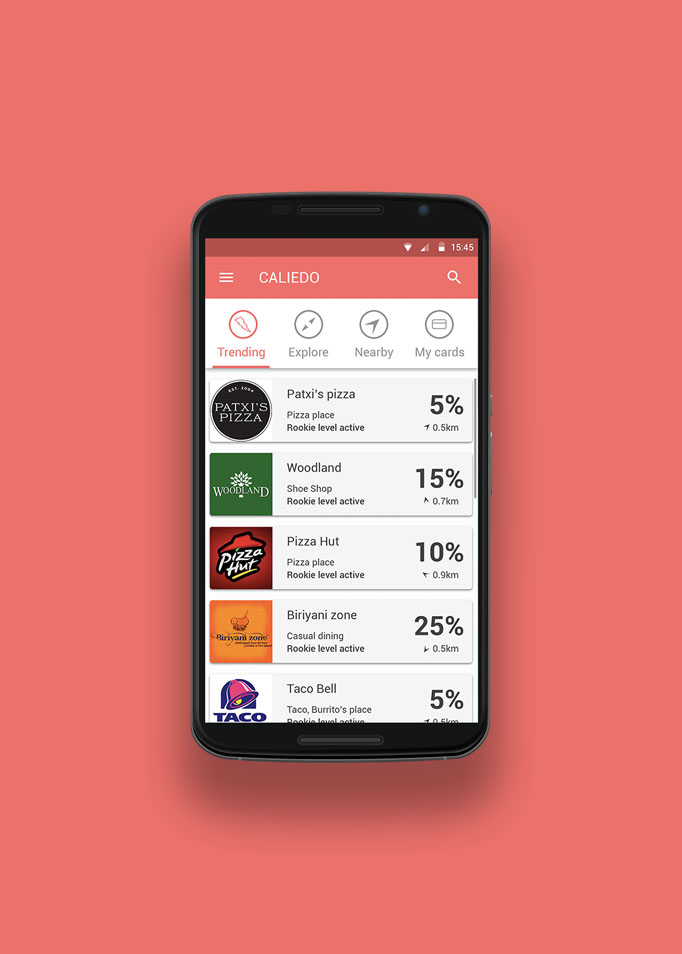 15:45
CALIEDO
Trending
Explore
Nearby
My cards
EST. 2004
PATXI'S
PIZZA
Patxi's pizza
Pizza place
Rookie level active
5%
0.5km
WOODLAND
Woodland
Shoe Shop
Rookie level active
15%
0.7km
Pizza
Hut
Pizza Hut
Pizza place
Rookie level active
10%
0.9km
Biriyani zone
Biriyani zone
Casual dining
Rookie level active
25%
0.5km
TACO
Taco Bell
Taco, Burrito's place
Rookie level active
5%
0.5km